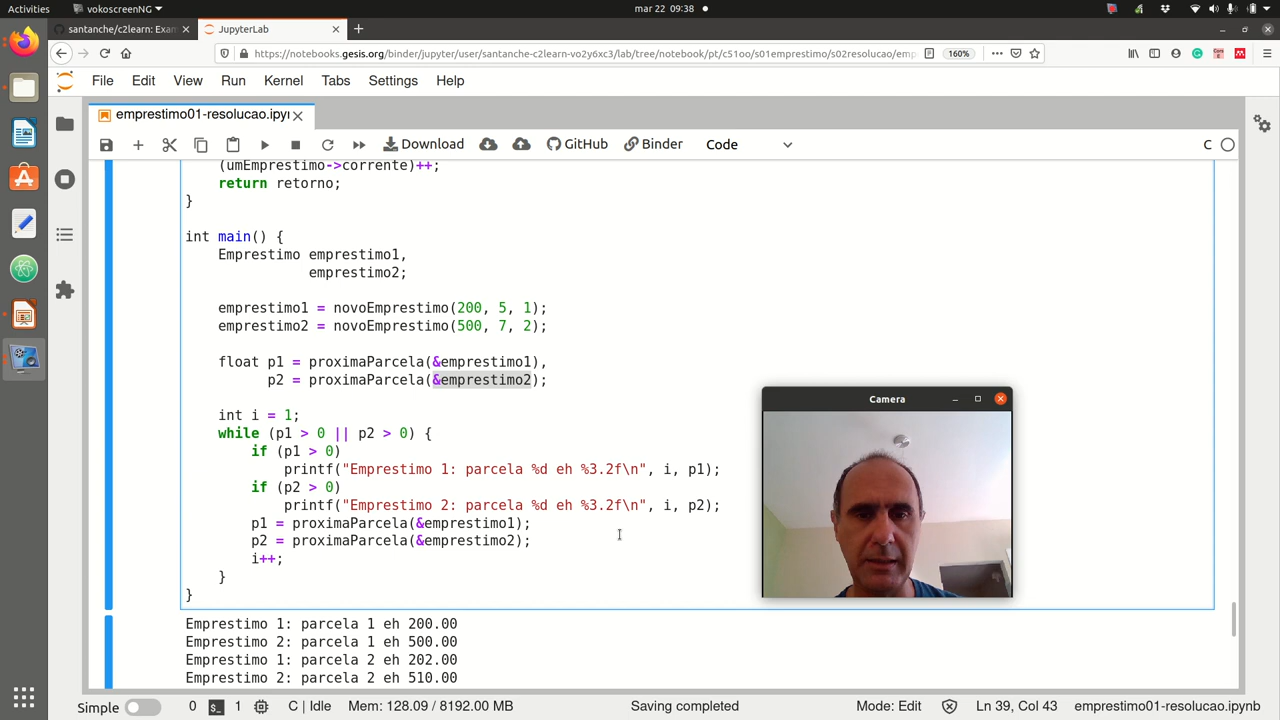 Activities
vokoscreenNG
mar 22 09:38
santanche/c2learn: Exam
JupyterLab
https://notebooks.gesis.org/binder/jupyter/user/santanche-c2learn-vo2y6xc3/lab/tree/notebook/pt/c51oo/s01emprestimo/s02resolucao/emp
160%
File Edit View Run Kernel Tabs Settings Help
emprestimo01-resolucao.ipyn
Download GitHub Binder Code C
(umEmprestimo->corrente)++;
return retorno;
}
int main() {
Emprestimo emprestimo1,
emprestimo2;
emprestimo1 = novoEmprestimo(200, 5, 1);
emprestimo2 = novoEmprestimo(500, 7, 2);
float p1 = proximaParcela(&emprestimo1),
p2 = proximaParcela(&emprestimo2);
int i = 1;
while (p1 > 0 || p2 > 0) {
if (p1 > 0)
printf("Emprestimo 1: parcela %d eh %3.2f\n", i, p1);
if (p2 > 0)
printf("Emprestimo 2: parcela %d eh %3.2f\n", i, p2);
p1 = proximaParcela(&emprestimo1);
p2 = proximaParcela(&emprestimo2);
i++;
}
}
Camera
Emprestimo 1: parcela 1 eh 200.00
Emprestimo 2: parcela 1 eh 500.00
Emprestimo 1: parcela 2 eh 202.00
Emprestimo 2: parcela 2 eh 510.00
Simple 0 1 C | Idle Mem: 128.09 / 8192.00 MB Saving completed Mode: Edit Ln 39, Col 43 emprestimo01-resolucao.ipynb